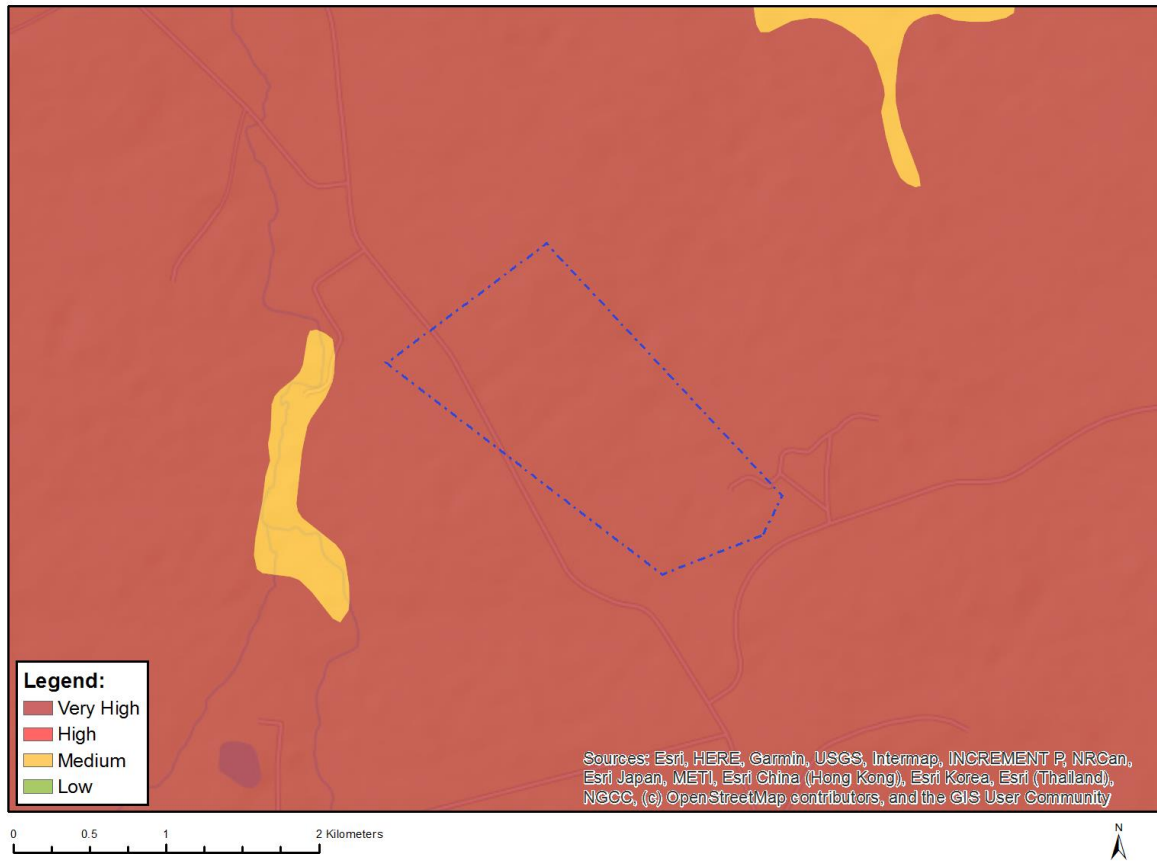 Legend:
Very High
High
Medium
Low
Sources: Esri, HERE, Garmin, USGS, Intermap, INCREMENT P, NRCan,
Esri Japan, METI, Esri China (Hong Kong), Esri Korea, Esri (Thailand),
NGCC, (c) OpenStreetMap contributors, and the GIS User Community
0 0.5 1 2 Kilometers
N